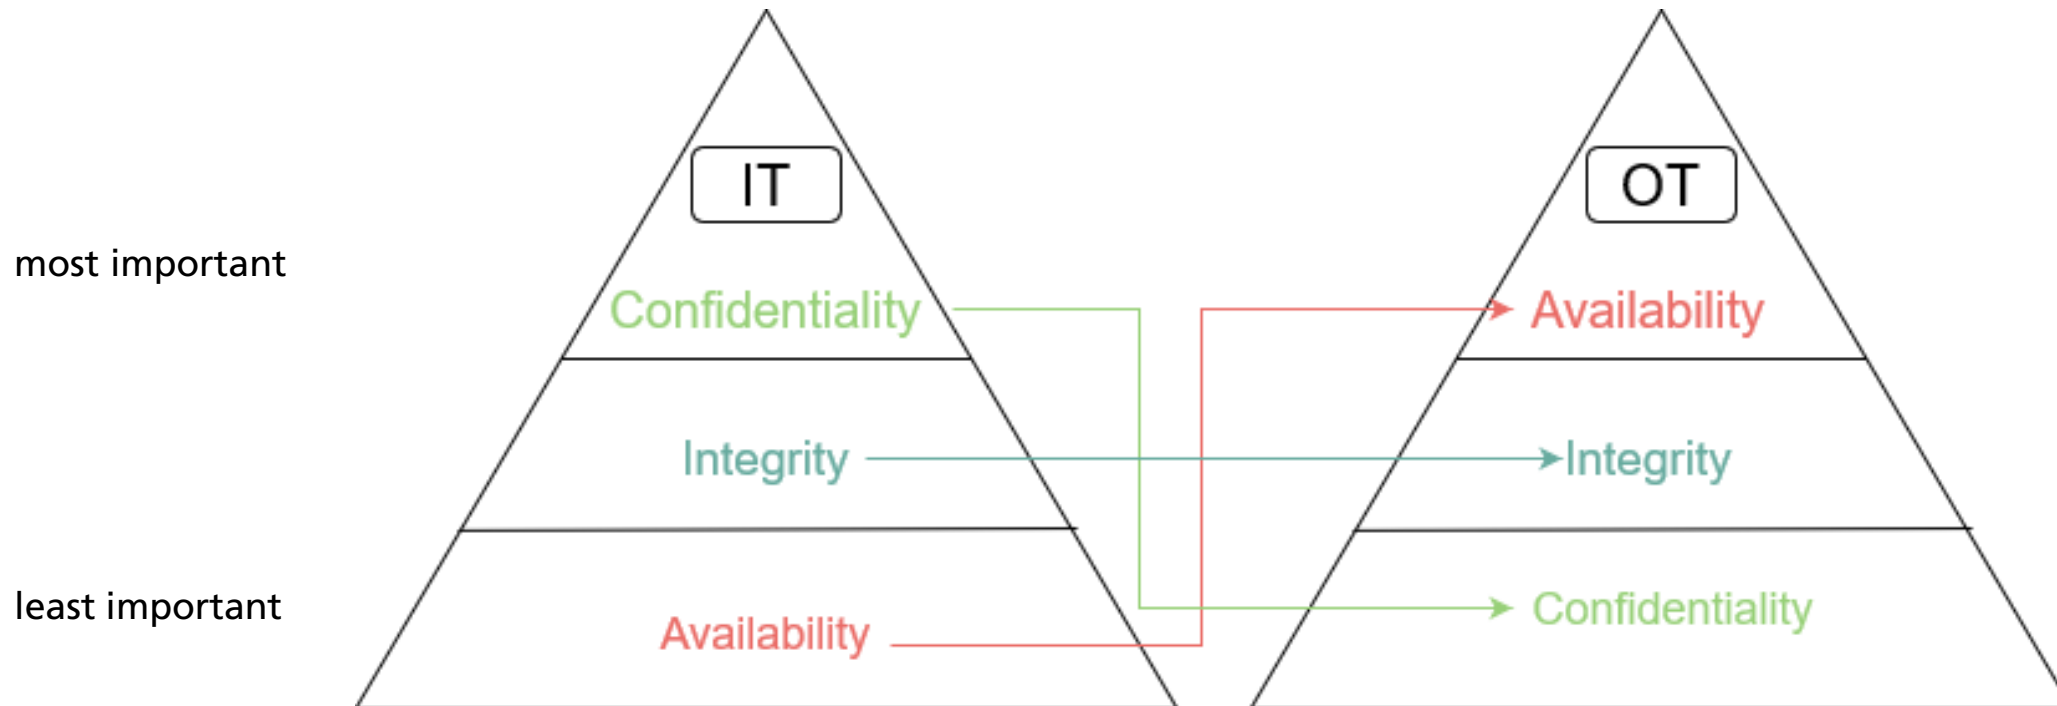 IT
OT
most important
Confidentiality
Availability
Integrity
Integrity
least important
Availability
Confidentiality